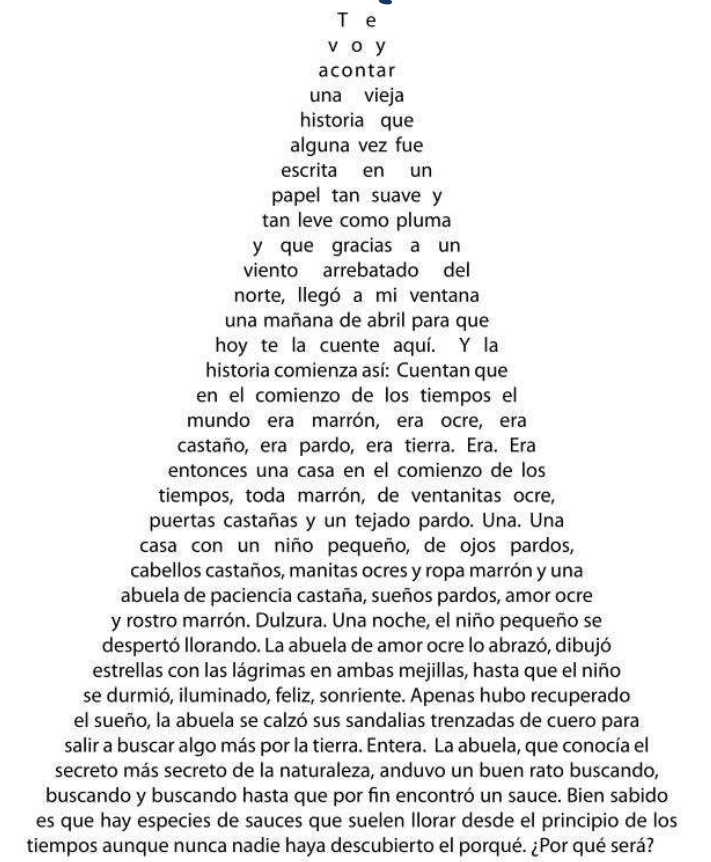 Te
voy
acontar
una vieja
historia que
alguna vez fue
escrita en un
papel tan suave y
tan leve como pluma
y que gracias a un
viento arrebatado del
norte, llegó a mi ventana
una mañana de abril para que
hoy te la cuente aquí. Y la
historia comienza así: Cuentan que
en el comienzo de los tiempos el
mundo era marrón, era ocre, era
castaño, era pardo, era tierra. Era. Era
entonces una casa en el comienzo de los
tiempos, toda marrón, de ventanitas ocre,
puertas castañas y un tejado pardo. Una. Una
casa con un niño pequeño, de ojos pardos,
cabellos castaños, manitas ocres y ropa marrón y una
abuela de paciencia castaña, sueños pardos, amor ocre
y rostro marrón. Dulzura. Una noche, el niño pequeño se
despertó llorando. La abuela de amor ocre lo abrazó, dibujó
estrellas con las lágrimas en ambas mejillas, hasta que el niño
se durmió, iluminado, feliz, sonriente. Apenas hubo recuperado
el sueño, la abuela se calzó sus sandalias trenzadas de cuero para
salir a buscar algo más por la tierra. Entera. La abuela, que conocía el
secreto más secreto de la naturaleza, anduvo un buen rato buscando,
buscando y buscando hasta que por fin encontró un sauce. Bien sabido
es que hay especies de sauces que suelen llorar desde el principio de los
tiempos aunque nunca nadie haya descubierto el porqué. ¿Por qué será?